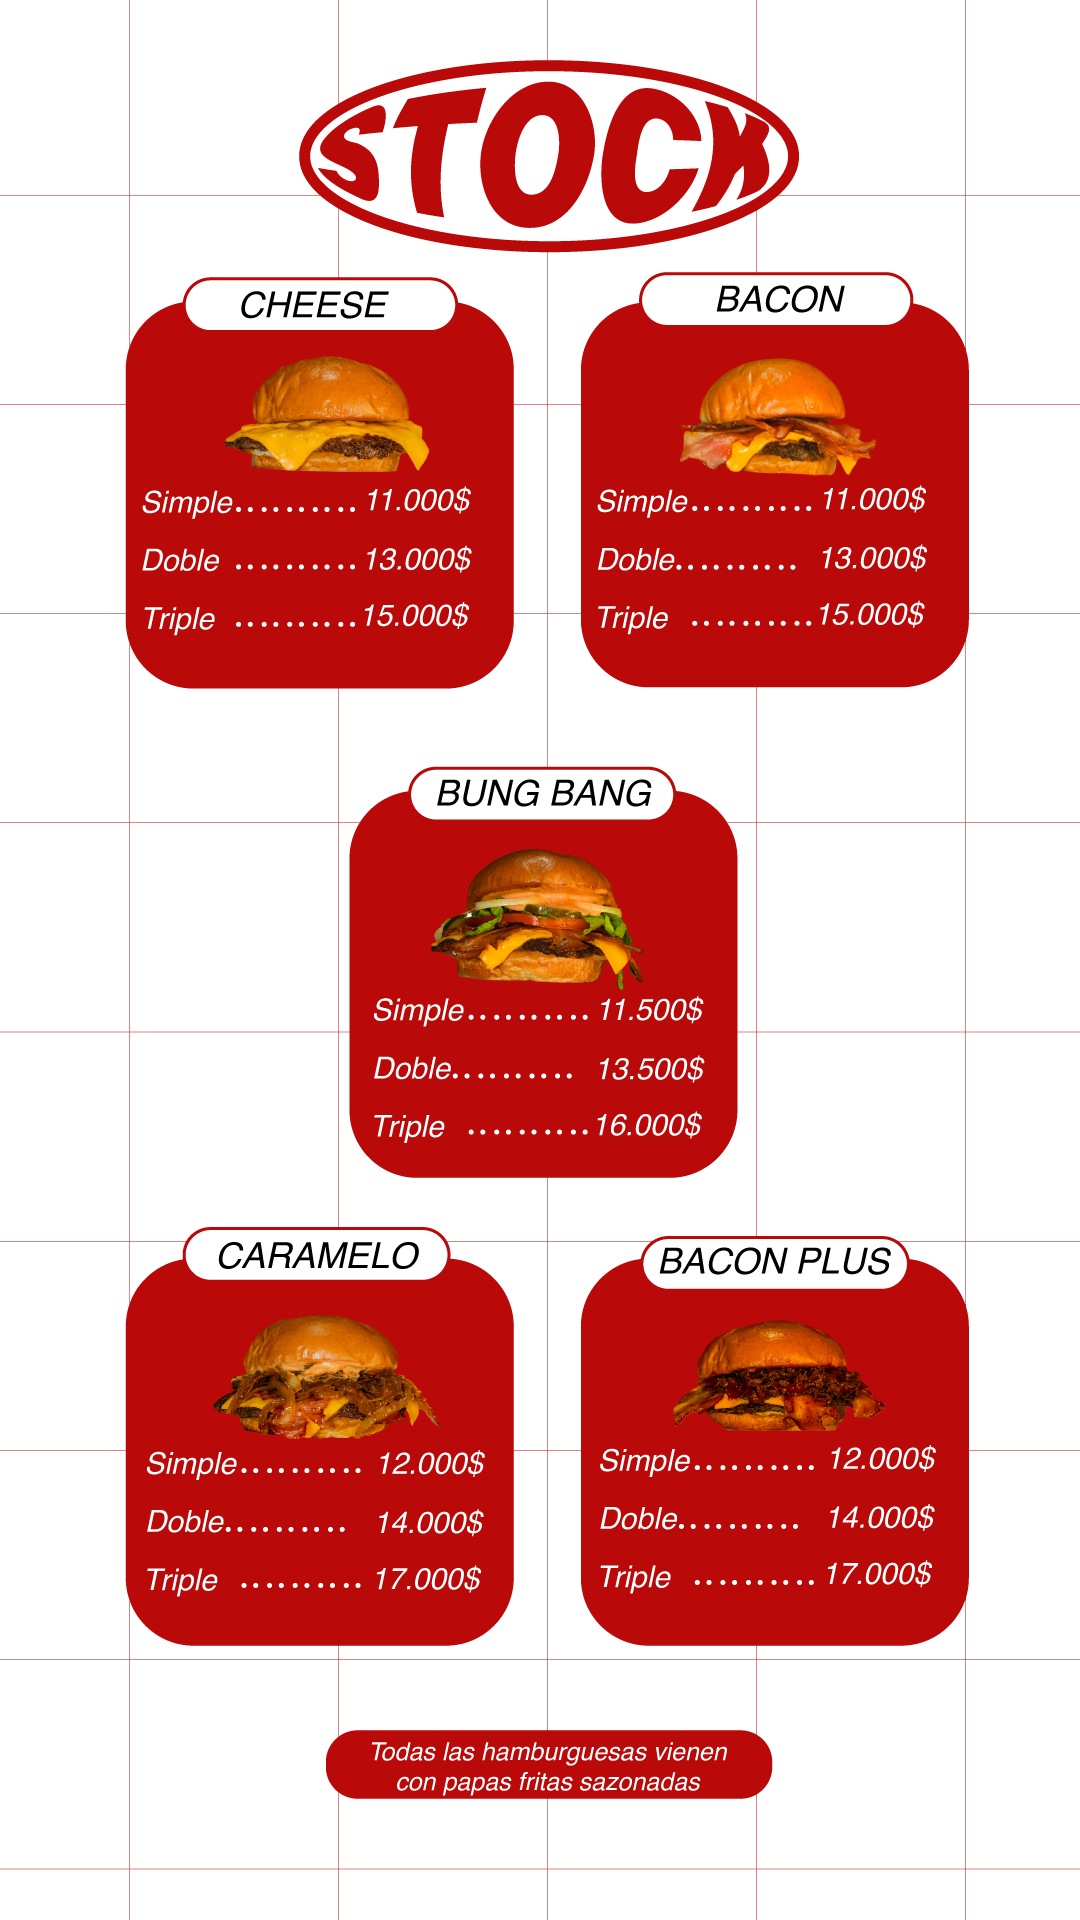 STOCK
CHEESE
Simple.......... 11.000$
Doble .......... 13.000$
Triple .......... 15.000$
BACON
Simple.......... 11.000$
Doble.......... 13.000$
Triple .......... 15.000$
BUNG BANG
Simple.......... 11.500$
Doble.......... 13.500$
Triple .......... 16.000$
CARAMELO
Simple.......... 12.000$
Doble.......... 14.000$
Triple .......... 17.000$
BACON PLUS
Simple.......... 12.000$
Doble.......... 14.000$
Triple .......... 17.000$
Todas las hamburguesas vienen
con papas fritas sazonadas